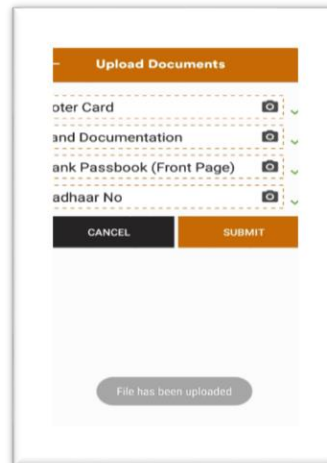 Upload Documents
oter Card
and Documentation
ank Passbook (Front Page)
adhaar No
CANCEL
SUBMIT
File has been uploaded